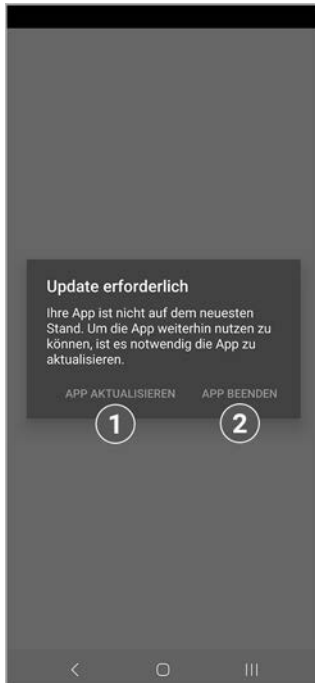 Update erforderlich
Ihre App ist nicht auf dem neuesten
Stand. Um die App weiterhin nutzen zu
können, ist es notwendig die App zu
aktualisieren.
APP AKTUALISIEREN APP BEENDEN
1 2